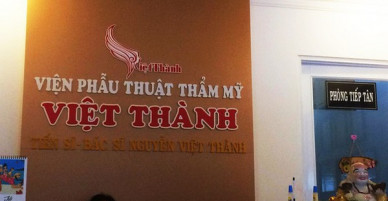 Việt Thành
VIỆN PHẪU THUẬT THẨM MỸ
VIỆT THÀNH
TIẾN SĨ-BÁC SĨ NGUYỄN VIỆT THÀNH
PHÒNG TIẾP TÂN